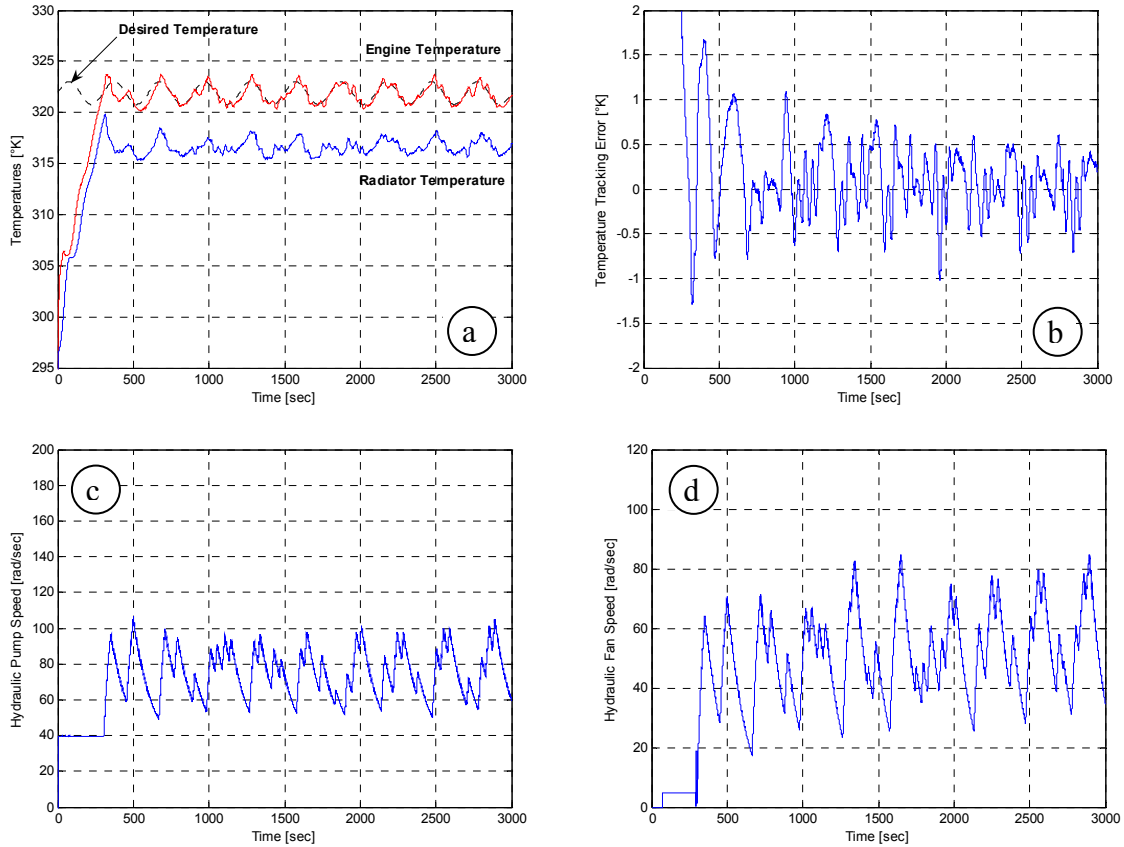 330
325
320
315
310
305
300
295
Temperatures [°K]
Desired Temperature
Engine Temperature
Radiator Temperature
a
0 500 1000 1500 2000 2500 3000
Time [sec]
2
1.5
1
0.5
0
-0.5
-1
-1.5
-2
Temperature Tracking Error [°K]
b
0 500 1000 1500 2000 2500 3000
Time [sec]
200
180
160
140
120
100
80
60
40
20
0
Hydraulic Pump Speed [rad/sec]
c
0 500 1000 1500 2000 2500 3000
Time [sec]
120
100
80
60
40
20
0
Hydraulic Fan Speed [rad/sec]
d
0 500 1000 1500 2000 2500 3000
Time [sec]